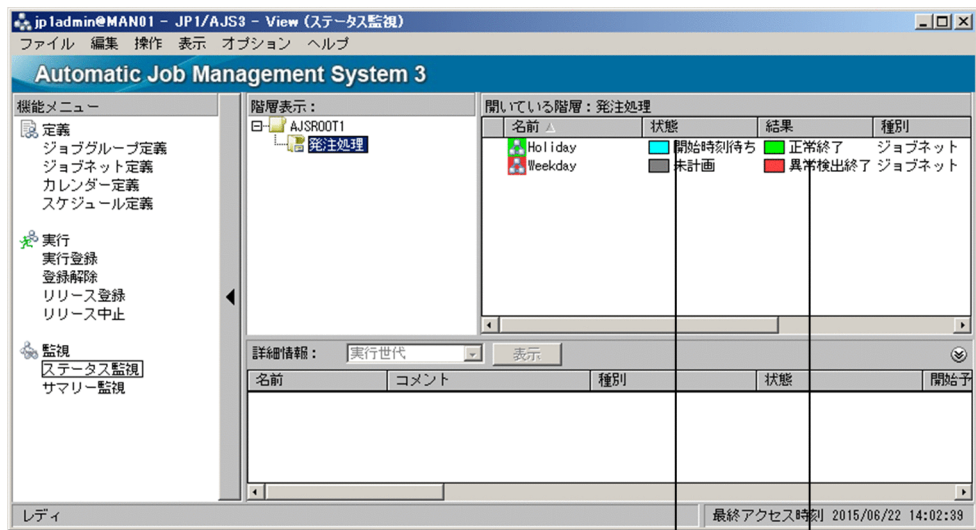 jp1admin@MAN01 - JP1/AJS3 - View (ステータス監視)
ファイル 編集 操作 表示 オプション ヘルプ
Automatic Job Management System 3
機能メニュー
定義
ジョブグループ定義
ジョブネット定義
カレンダー定義
スケジュール定義
実行
実行登録
登録解除
リリース登録
リリース中止
監視
ステータス監視
サマリー監視
階層表示：
AJSROOT1
発注処理
開いている階層：発注処理
名前 状態 結果 種別
Holiday 開始時刻待ち 正常終了 ジョブネット
Weekday 未計画 異常検出終了 ジョブネット
詳細情報： 実行世代 表示
名前 コメント 種別 状態 開始予
レディ 最終アクセス時刻 2015/06/22 14:02:39